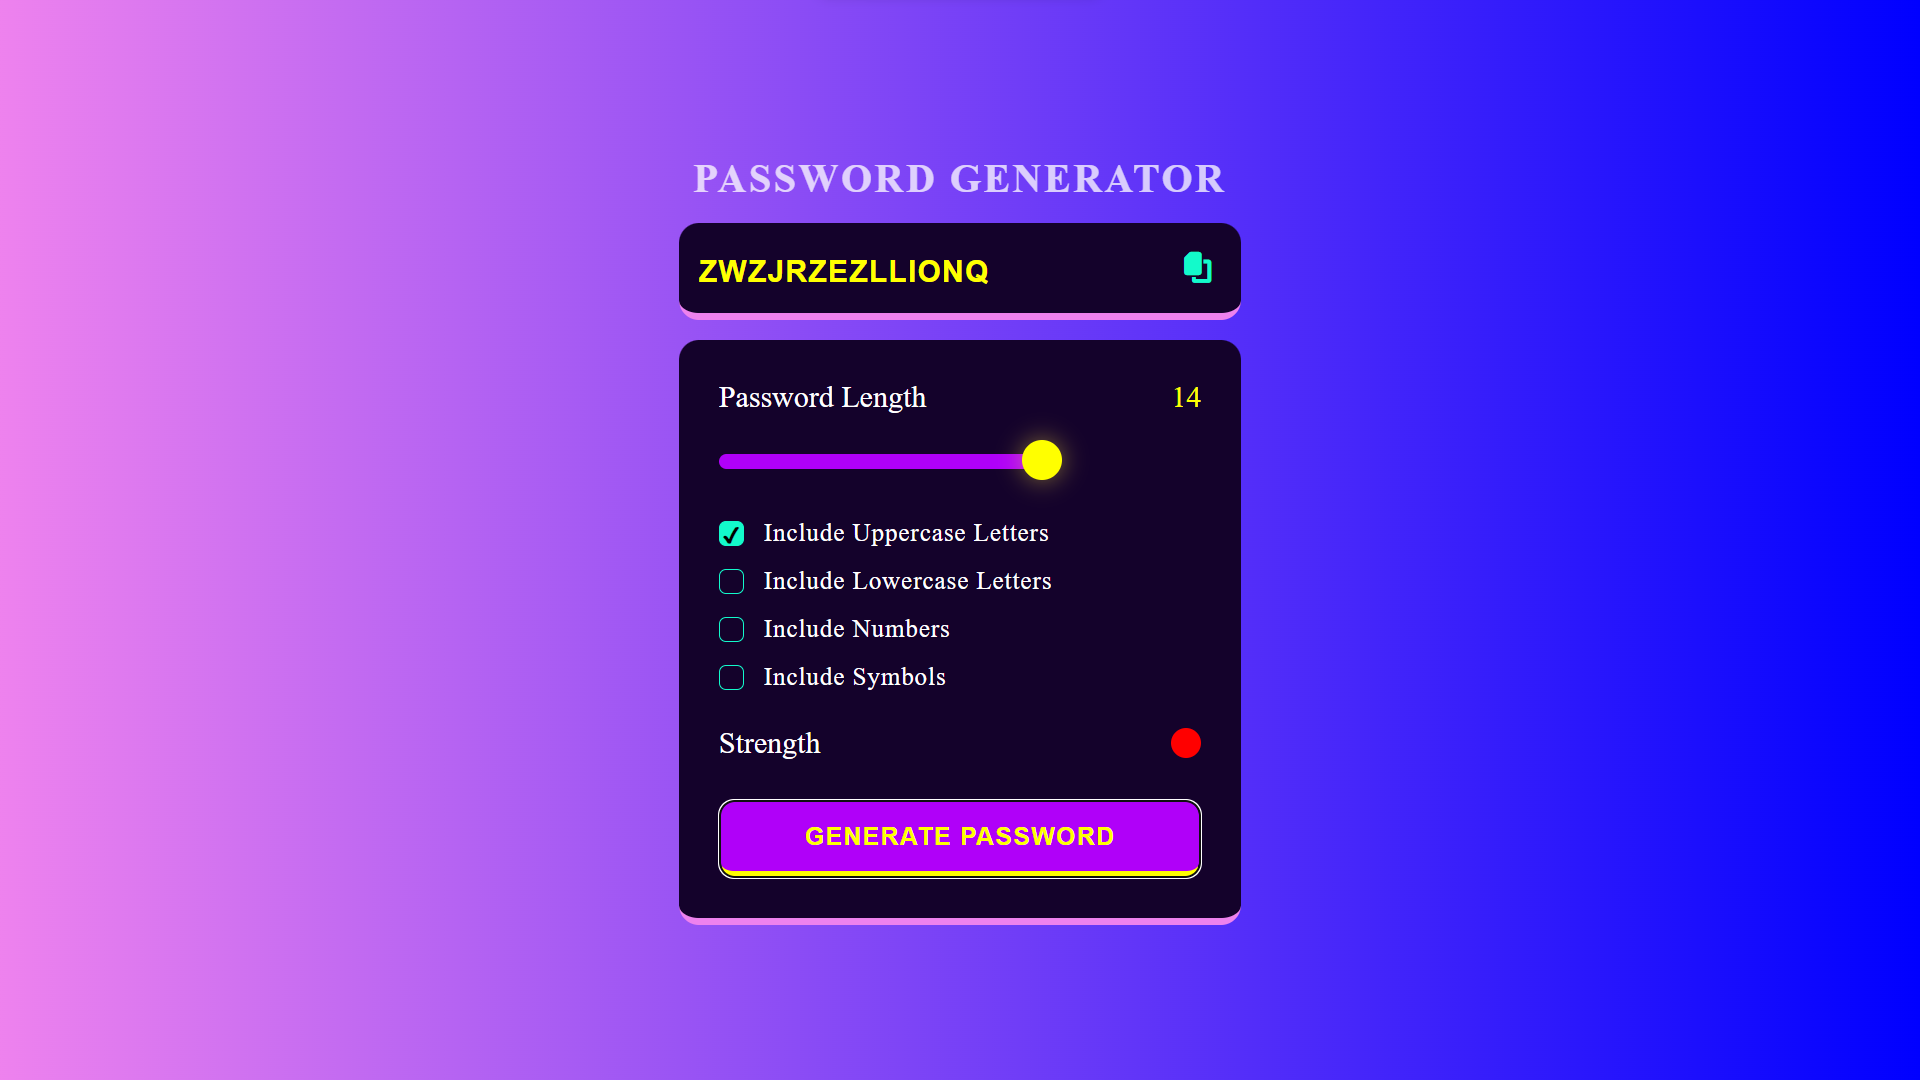 PASSWORD GENERATOR
ZWZJRZEZLLIONQ
Password Length 14
Include Uppercase Letters
Include Lowercase Letters
Include Numbers
Include Symbols
Strength
GENERATE PASSWORD